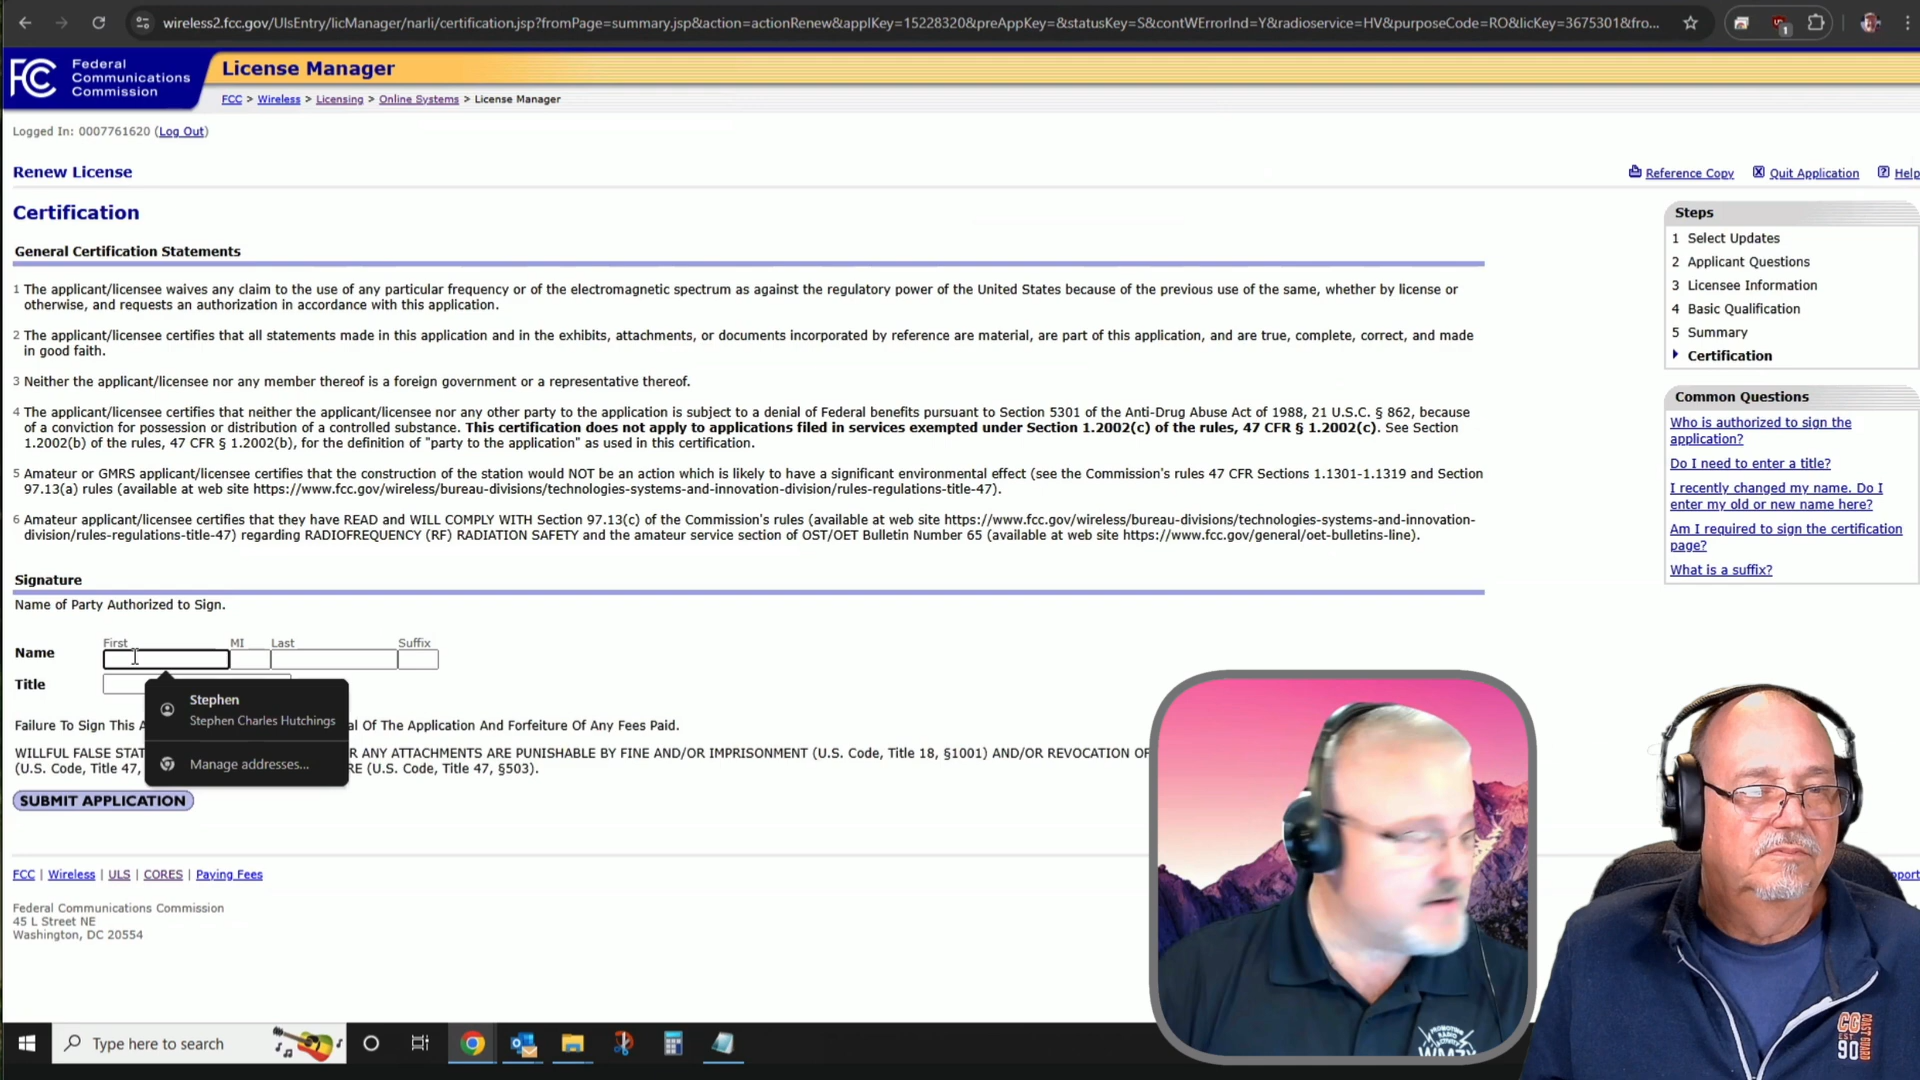 wireless2.fcc.gov/UlsEntry/licManager/narli/certification.jsp?fromPage=summary.jsp&action=actionRenew&applKey=15228320&preAppKey=&statusKey=S&contWErrorInd=Y&radioservice=HV&purposeCode=RO&licKey=3675301&fro...
1
FCC
Federal
Communications
Commission
License Manager
FCC > Wireless > Licensing > Online Systems > License Manager
Logged In: 0007761620 (Log Out)
Renew License
Reference Copy
Quit Application
Help
Certification
General Certification Statements
1 The applicant/licensee waives any claim to the use of any particular frequency or of the electromagnetic spectrum as against the regulatory power of the United States because of the previous use of the same, whether by license or
otherwise, and requests an authorization in accordance with this application.
2 The applicant/licensee certifies that all statements made in this application and in the exhibits, attachments, or documents incorporated by reference are material, are part of this application, and are true, complete, correct, and made
in good faith.
3 Neither the applicant/licensee nor any member thereof is a foreign government or a representative thereof.
4 The applicant/licensee certifies that neither the applicant/licensee nor any other party to the application is subject to a denial of Federal benefits pursuant to Section 5301 of the Anti-Drug Abuse Act of 1988, 21 U.S.C. § 862, because
of a conviction for possession or distribution of a controlled substance. This certification does not apply to applications filed in services exempted under Section 1.2002(c) of the rules, 47 CFR § 1.2002(c). See Section
1.2002(b) of the rules, 47 CFR § 1.2002(b), for the definition of "party to the application" as used in this certification.
5 Amateur or GMRS applicant/licensee certifies that the construction of the station would NOT be an action which is likely to have a significant environmental effect (see the Commission's rules 47 CFR Sections 1.1301-1.1319 and Section
97.13(a) rules (available at web site https://www.fcc.gov/wireless/bureau-divisions/technologies-systems-and-innovation-division/rules-regulations-title-47).
6 Amateur applicant/licensee certifies that they have READ and WILL COMPLY WITH Section 97.13(c) of the Commission's rules (available at web site https://www.fcc.gov/wireless/bureau-divisions/technologies-systems-and-innovation-
division/rules-regulations-title-47) regarding RADIOFREQUENCY (RF) RADIATION SAFETY and the amateur service section of OST/OET Bulletin Number 65 (available at web site https://www.fcc.gov/general/oet-bulletins-line).
Steps
1 Select Updates
2 Applicant Questions
3 Licensee Information
4 Basic Qualification
5 Summary
Certification
Common Questions
Who is authorized to sign the
application?
Do I need to enter a title?
I recently changed my name. Do I
enter my old or new name here?
Am I required to sign the certification
page?
What is a suffix?
Signature
Name of Party Authorized to Sign.
First MI Last Suffix
Name
Title
Stephen
Stephen Charles Hutchings
Manage addresses...
Failure To Sign This A al Of The Application And Forfeiture Of Any Fees Paid.
WILLFUL FALSE STAT R ANY ATTACHMENTS ARE PUNISHABLE BY FINE AND/OR IMPRISONMENT (U.S. Code, Title 18, §1001) AND/OR REVOCATION OF
(U.S. Code, Title 47, RE (U.S. Code, Title 47, §503).
SUBMIT APPLICATION
FCC | Wireless | ULS | CORES | Paying Fees
pport
Federal Communications Commission
45 L Street NE
Washington, DC 20554
Type here to search
PROMOTING
RADIO
ACTIVITY
CG
COAST GUARD
EST
90